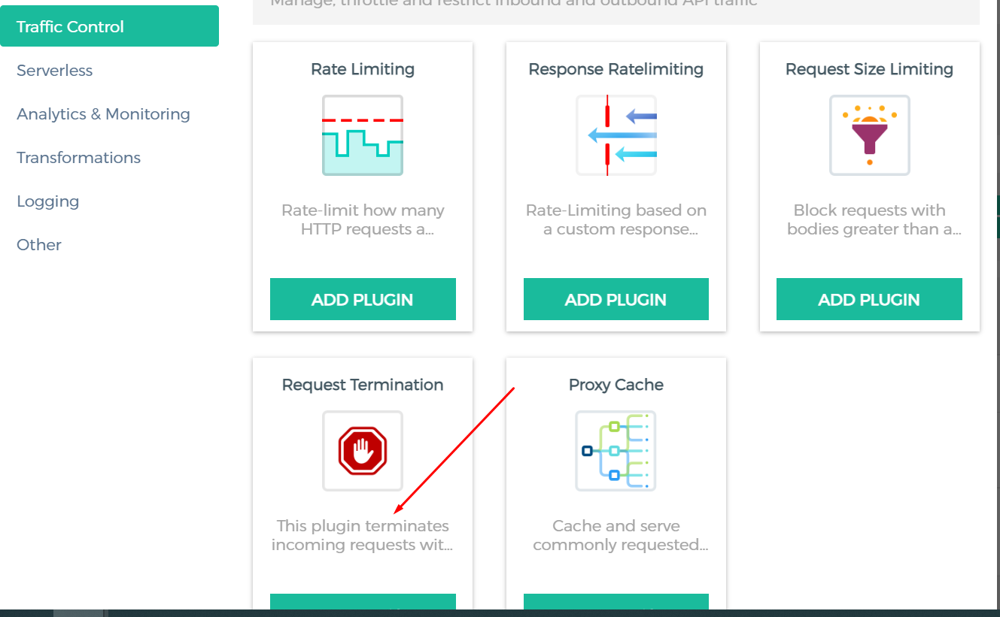 Manage, throttle and restrict inbound and outbound API traffic
Traffic Control
Serverless
Analytics & Monitoring
Transformations
Logging
Other
Rate Limiting
Rate-limit how many
HTTP requests a...
ADD PLUGIN
Response Ratelimiting
Rate-Limiting based on
a custom response...
ADD PLUGIN
Request Size Limiting
Block requests with
bodies greater than a...
ADD PLUGIN
Request Termination
This plugin terminates
incoming requests wit...
Proxy Cache
Cache and serve
commonly requested...